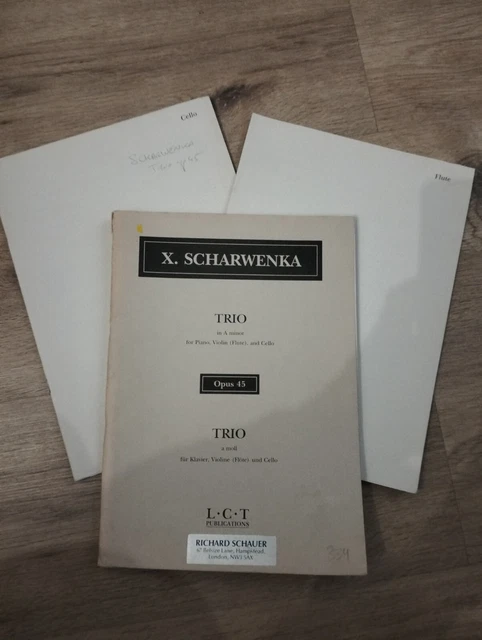 Cello
SCHARWENKA
Trio op 45
Flute
X. SCHARWENKA
TRIO
in A minor
for Piano, Violin (Flute), and Cello
Opus 45
TRIO
a moll
für Klavier, Violine (Flöte) und Cello
L·C·T
PUBLICATIONS
RICHARD SCHAUER
67 Belsize Lane, Hampstead,
London, NW3 5AX